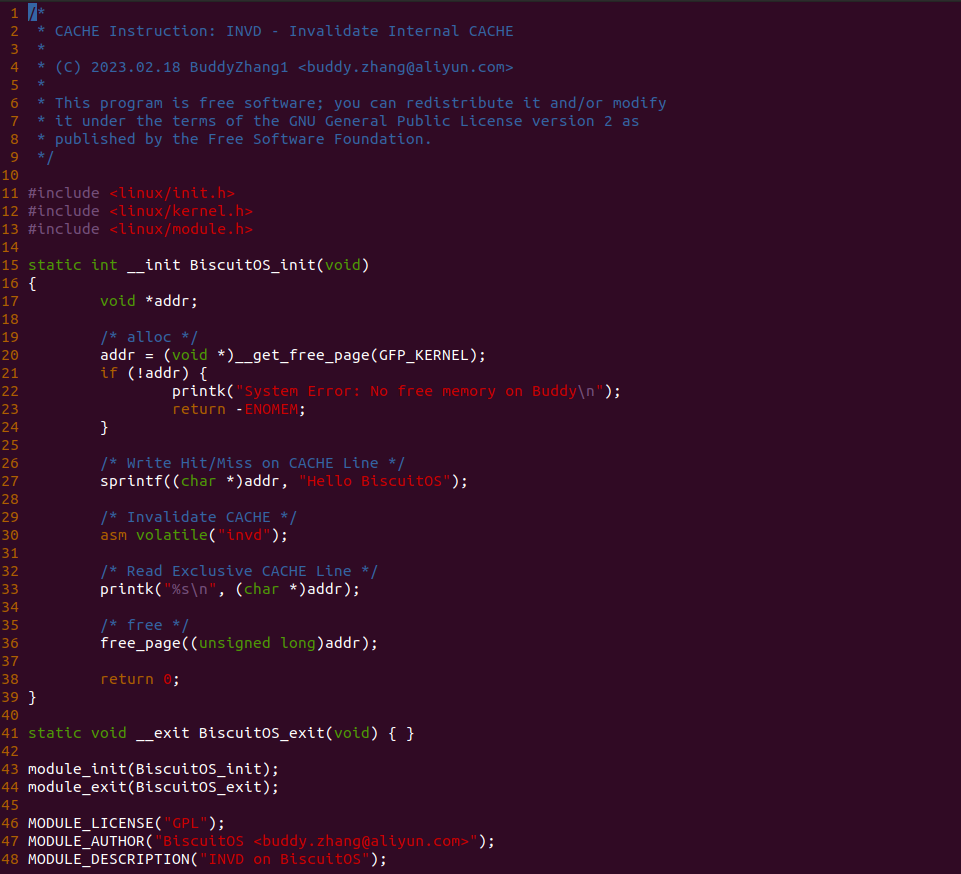 1 /*
2  * CACHE Instruction: INVD - Invalidate Internal CACHE
3  *
4  * (C) 2023.02.18 BuddyZhang1 <buddy.zhang@aliyun.com>
5  *
6  * This program is free software; you can redistribute it and/or modify
7  * it under the terms of the GNU General Public License version 2 as
8  * published by the Free Software Foundation.
9  */
10
11 #include <linux/init.h>
12 #include <linux/kernel.h>
13 #include <linux/module.h>
14
15 static int __init BiscuitOS_init(void)
16 {
17         void *addr;
18
19         /* alloc */
20         addr = (void *)__get_free_page(GFP_KERNEL);
21         if (!addr) {
22                 printk("System Error: No free memory on Buddy\n");
23                 return -ENOMEM;
24         }
25
26         /* Write Hit/Miss on CACHE Line */
27         sprintf((char *)addr, "Hello BiscuitOS");
28
29         /* Invalidate CACHE */
30         asm volatile("invd");
31
32         /* Read Exclusive CACHE Line */
33         printk("%s\n", (char *)addr);
34
35         /* free */
36         free_page((unsigned long)addr);
37
38         return 0;
39 }
40
41 static void __exit BiscuitOS_exit(void) { }
42
43 module_init(BiscuitOS_init);
44 module_exit(BiscuitOS_exit);
45
46 MODULE_LICENSE("GPL");
47 MODULE_AUTHOR("BiscuitOS <buddy.zhang@aliyun.com>");
48 MODULE_DESCRIPTION("INVD on BiscuitOS");